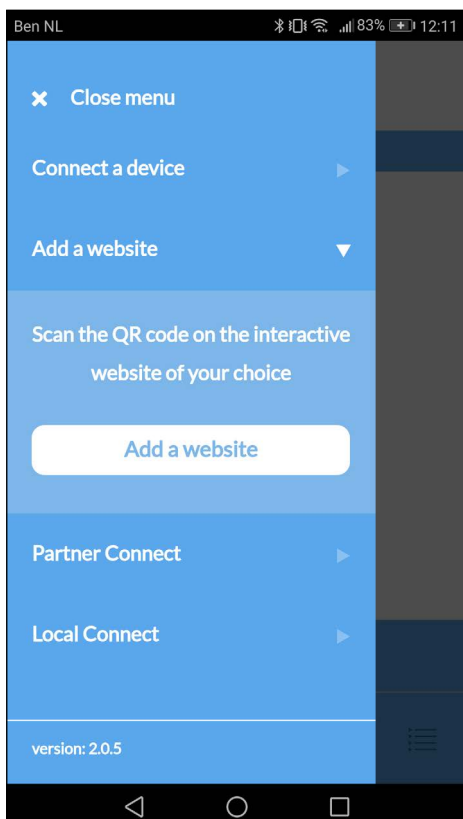 Ben NL 83% 12:11
Close menu
Connect a device
Add a website
Scan the QR code on the interactive
website of your choice
Add a website
Partner Connect
Local Connect
version: 2.0.5